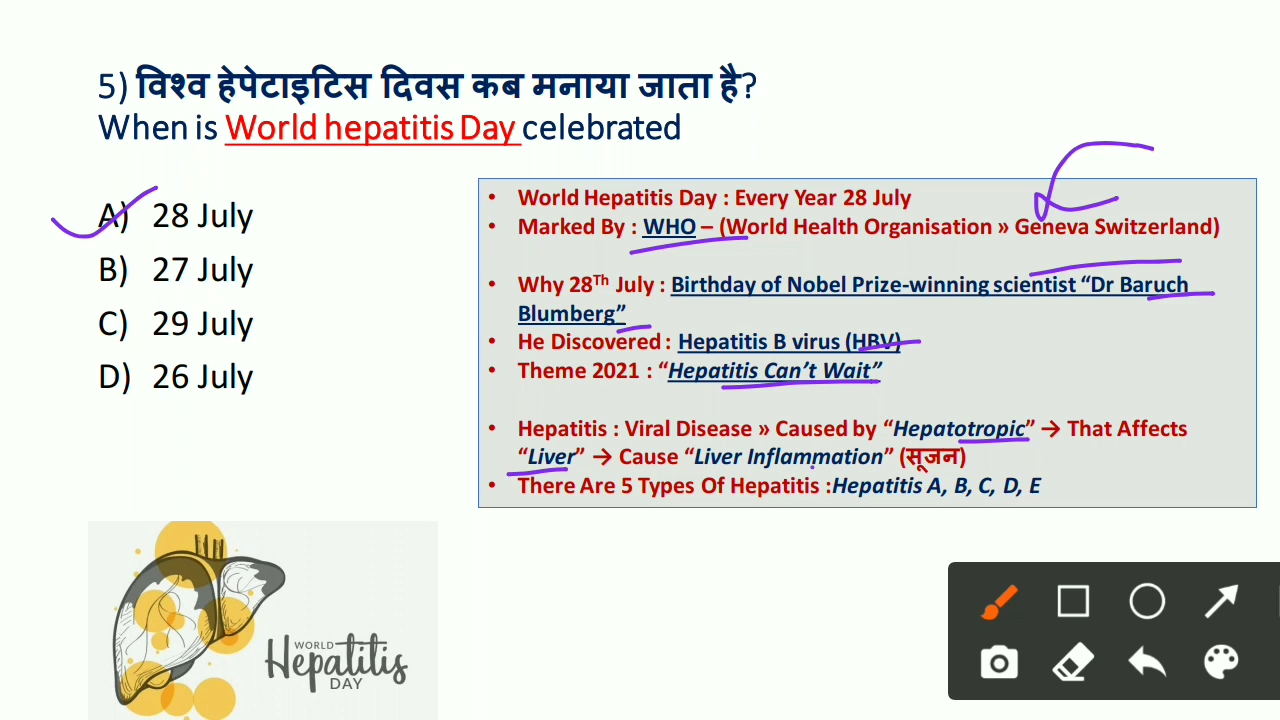 5) विश्व हेपेटाइटिस दिवस कब मनाया जाता है?
When is World hepatitis Day celebrated
A) 28 July
B) 27 July
C) 29 July
D) 26 July
• World Hepatitis Day : Every Year 28 July
• Marked By : WHO – (World Health Organisation » Geneva Switzerland)
• Why 28Th July : Birthday of Nobel Prize-winning scientist “Dr Baruch
Blumberg”
• He Discovered : Hepatitis B virus (HBV)
• Theme 2021 : “Hepatitis Can’t Wait”
• Hepatitis : Viral Disease » Caused by “Hepatotropic” → That Affects
“Liver” → Cause “Liver Inflammation” (सूजन)
• There Are 5 Types Of Hepatitis :Hepatitis A, B, C, D, E
WORLD
Hepatitis
DAY